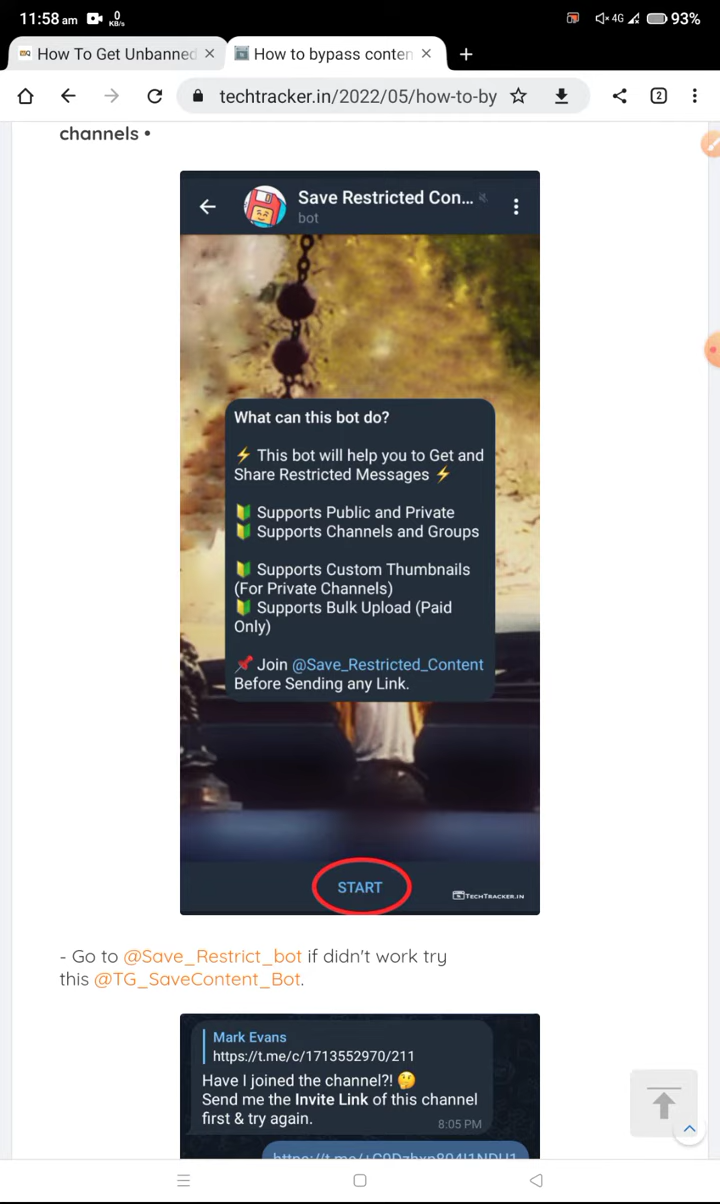 11:58 am 0 KB/s 4G 93%
How To Get Unbanned
How to bypass conten
techtracker.in/2022/05/how-to-by 2
channels •
Save Restricted Con...
bot
What can this bot do?
⚡ This bot will help you to Get and
Share Restricted Messages ⚡
🔰 Supports Public and Private
🔰 Supports Channels and Groups
🔰 Supports Custom Thumbnails
(For Private Channels)
🔰 Supports Bulk Upload (Paid
Only)
📌 Join @Save_Restricted_Content
Before Sending any Link.
START
TECHTRACKER.IN
- Go to @Save_Restrict_bot if didn't work try
this @TG_SaveContent_Bot.
Mark Evans
https://t.me/c/1713552970/211
Have I joined the channel?! 🤔
Send me the Invite Link of this channel
first & try again.
8:05 PM